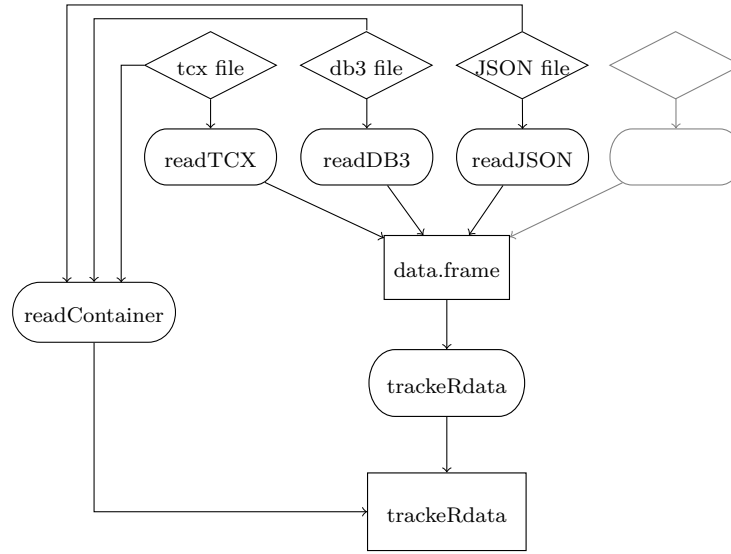 tcx file
db3 file
JSON file
readTCX
readDB3
readJSON
data.frame
readContainer
trackeRdata
trackeRdata